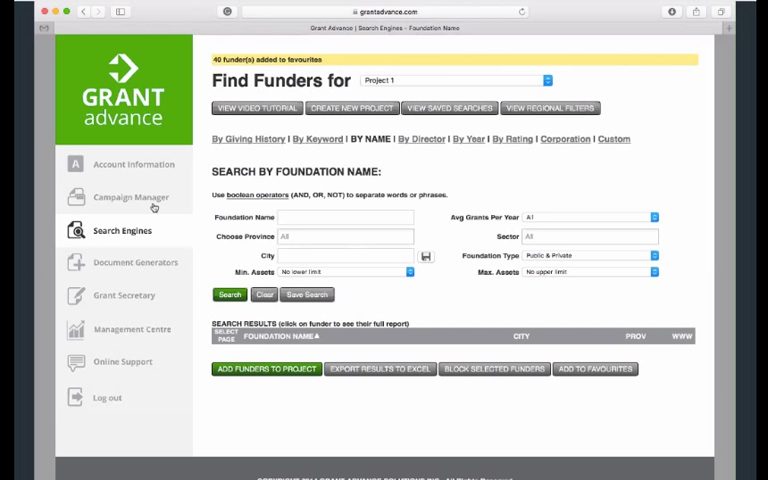 grantadvance.com
Grant Advance | Search Engines - Foundation Name
GRANT
advance
A Account Information
Campaign Manager
Search Engines
Document Generators
Grant Secretary
Management Centre
Online Support
Log out
40 funder(s) added to favourites
Find Funders for Project 1
VIEW VIDEO TUTORIAL CREATE NEW PROJECT VIEW SAVED SEARCHES VIEW REGIONAL FILTERS
By Giving History | By Keyword | BY NAME | By Director | By Year | By Rating | Corporation | Custom
SEARCH BY FOUNDATION NAME:
Use boolean operators (AND, OR, NOT) to separate words or phrases.
Foundation Name Avg Grants Per Year All
Choose Province All Sector All
City Foundation Type Public & Private
Min. Assets No lower limit Max. Assets No upper limit
Search Clear Save Search
SEARCH RESULTS (click on funder to see their full report)
SELECT PAGE FOUNDATION NAME▲ CITY PROV WWW
ADD FUNDERS TO PROJECT EXPORT RESULTS TO EXCEL BLOCK SELECTED FUNDERS ADD TO FAVOURITES